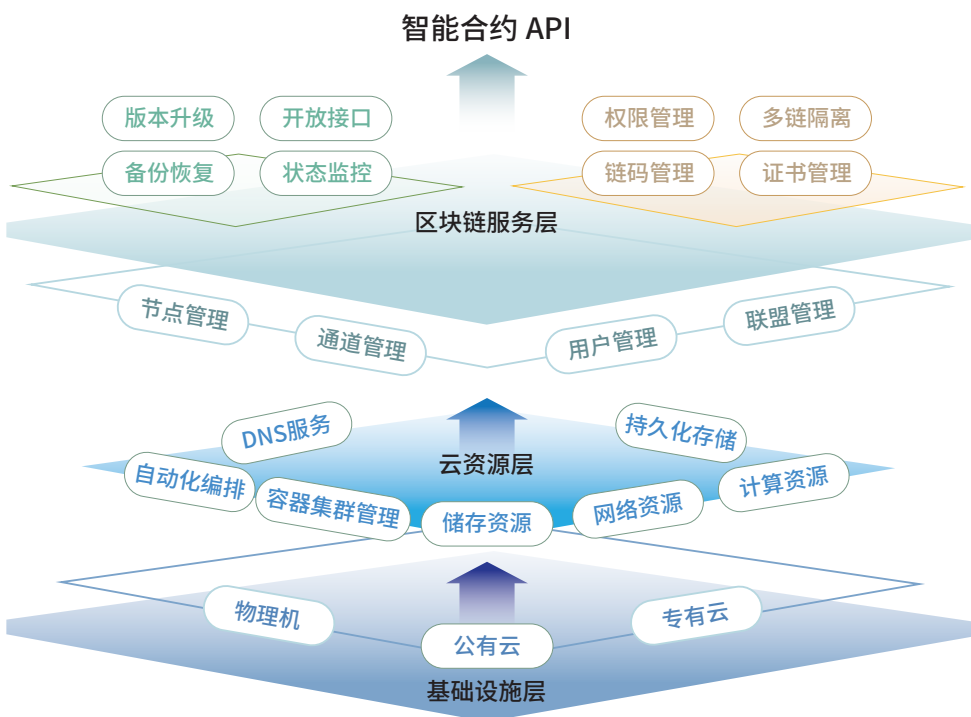 智能合约 API
版本升级
开放接口
权限管理
多链隔离
备份恢复
状态监控
链码管理
证书管理
区块链服务层
节点管理
通道管理
用户管理
联盟管理
DNS服务
持久化存储
云资源层
自动化编排
容器集群管理
储存资源
网络资源
计算资源
物理机
公有云
专有云
基础设施层